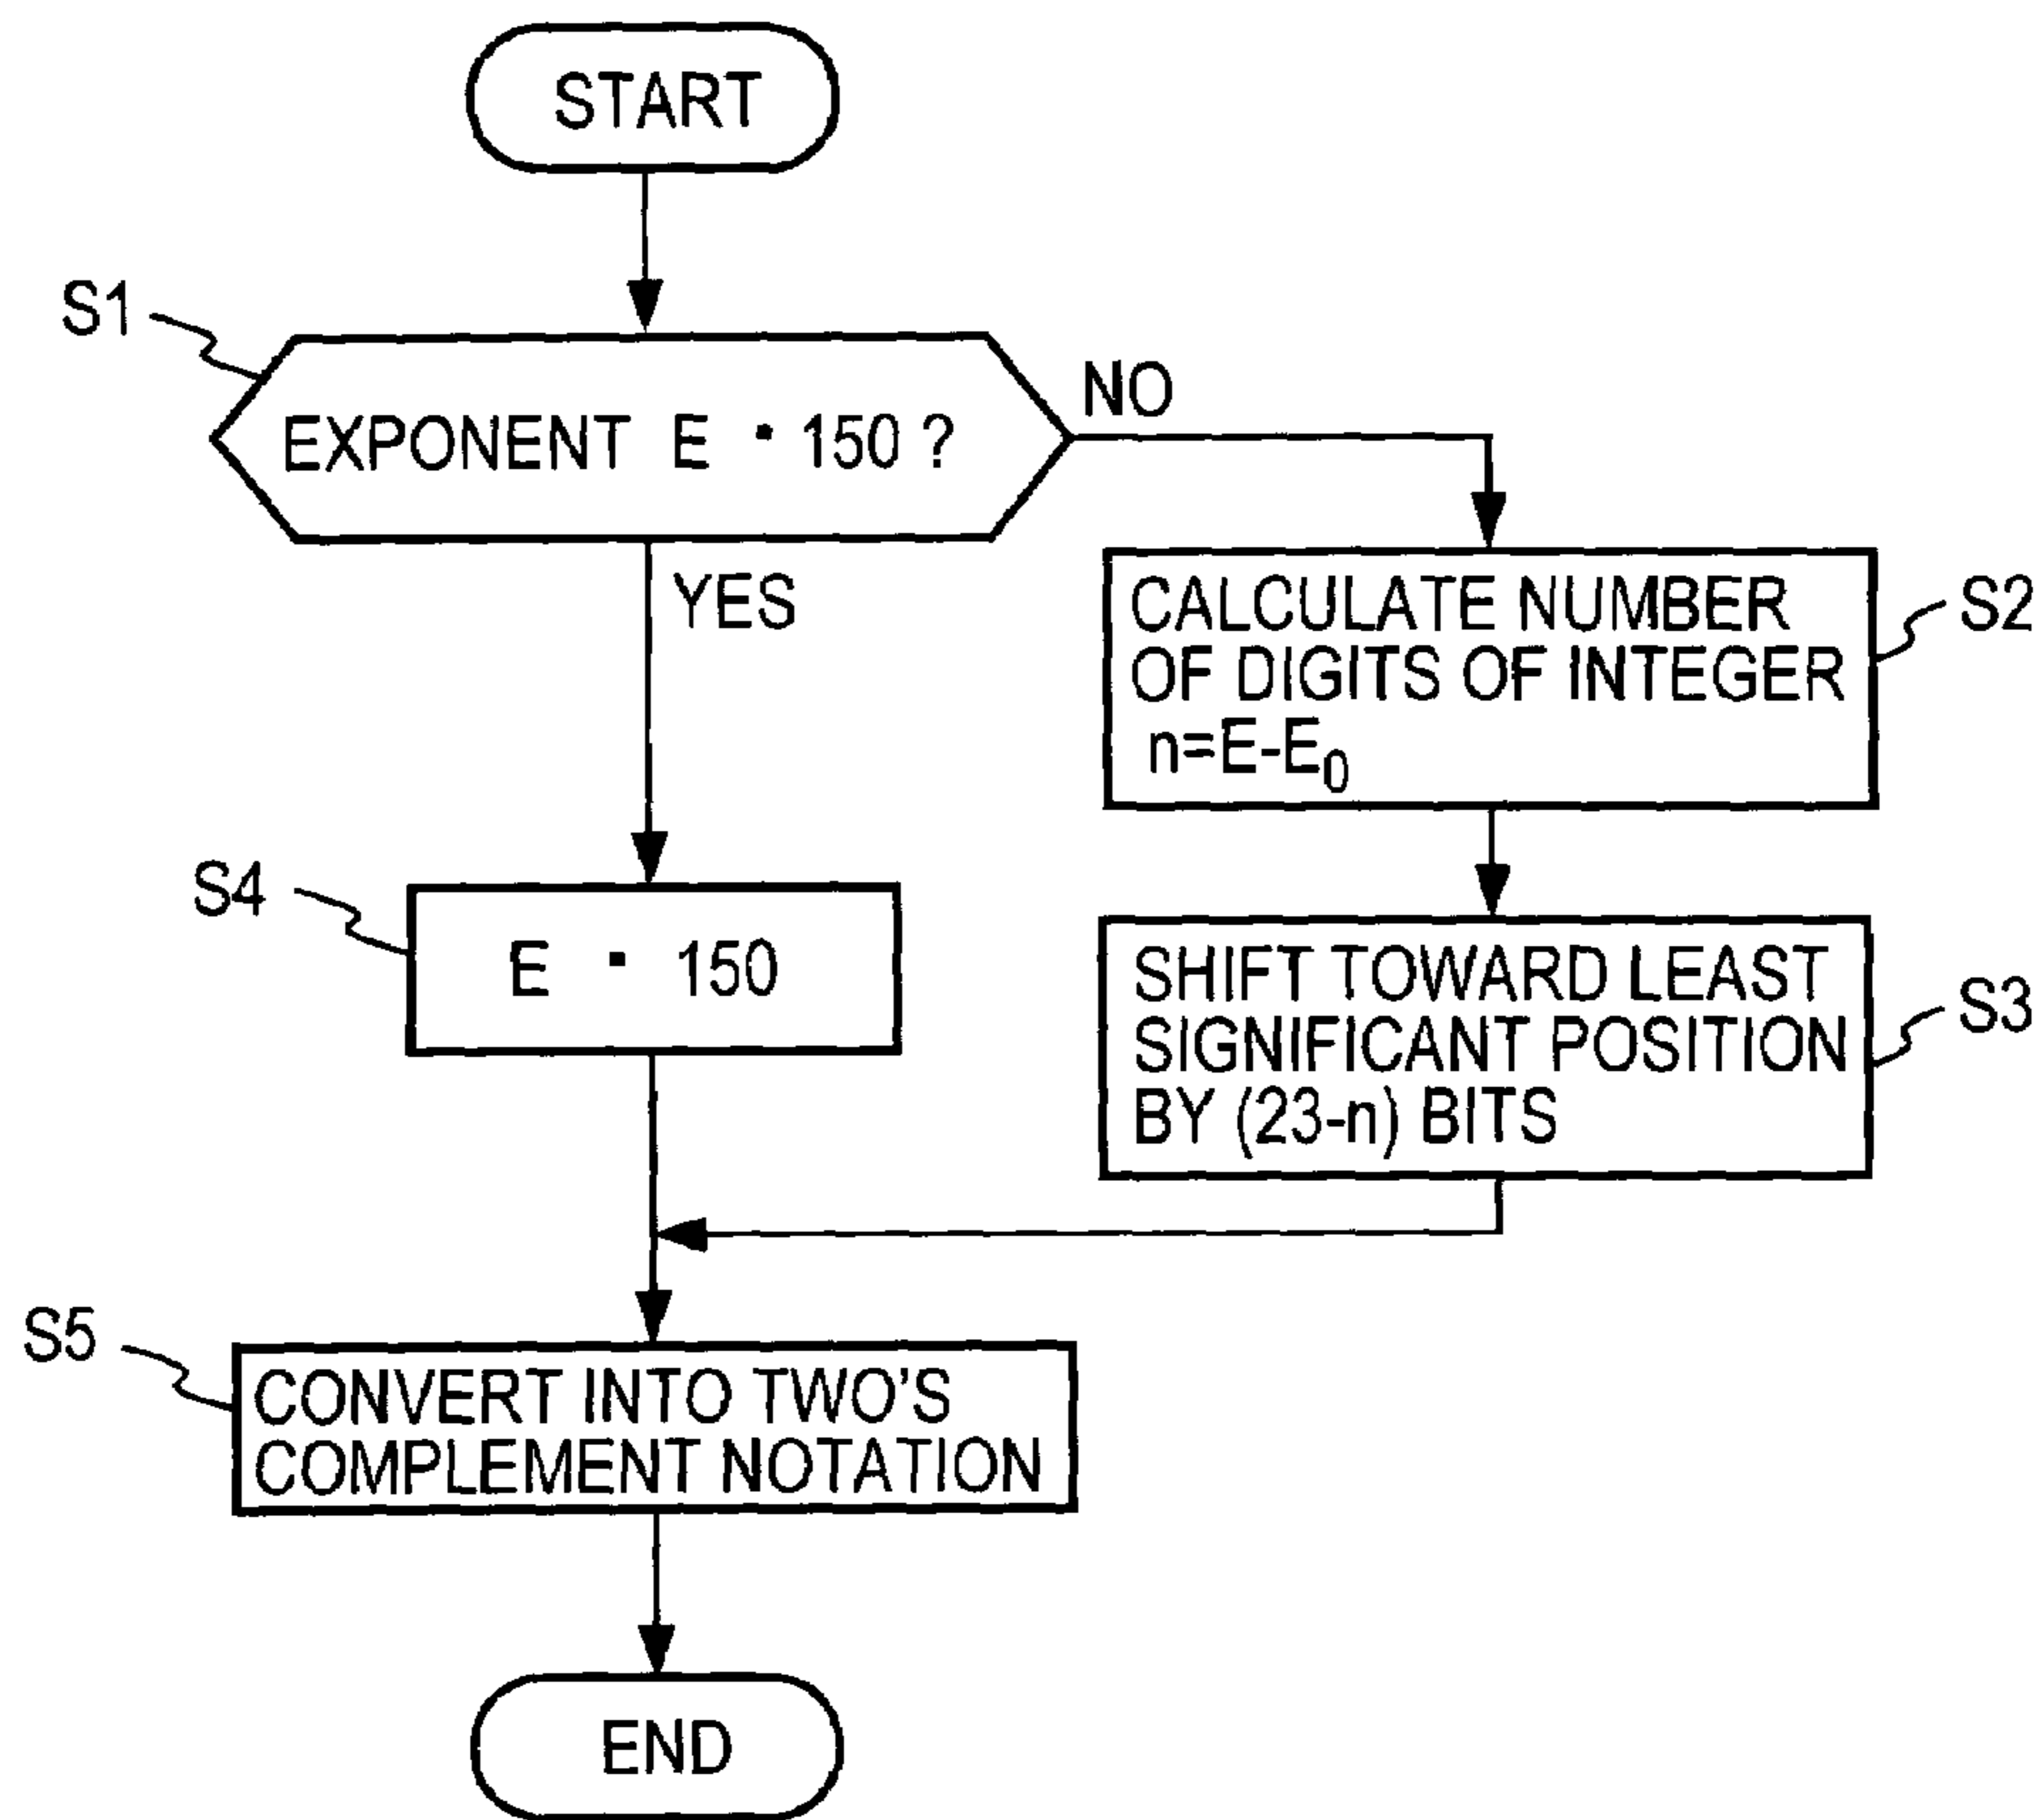 START
S1
EXPONENT E ▪ 150 ?
NO
YES
CALCULATE NUMBER
OF DIGITS OF INTEGER
n=E-E₀
S2
S4
E ▪ 150
SHIFT TOWARD LEAST
SIGNIFICANT POSITION
BY (23-n) BITS
S3
S5
CONVERT INTO TWO'S
COMPLEMENT NOTATION
END